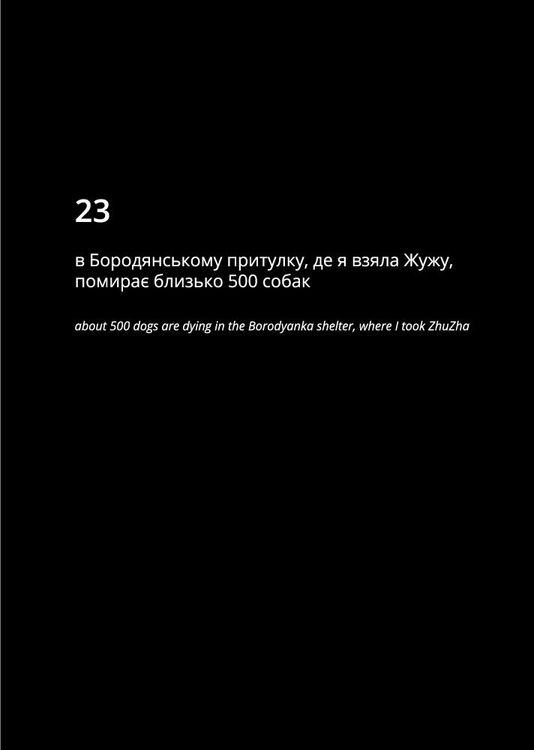 23
в Бородянському притулку, де я взяла Жужу,
помирає близько 500 собак
about 500 dogs are dying in the Borodyanka shelter, where I took ZhuZha